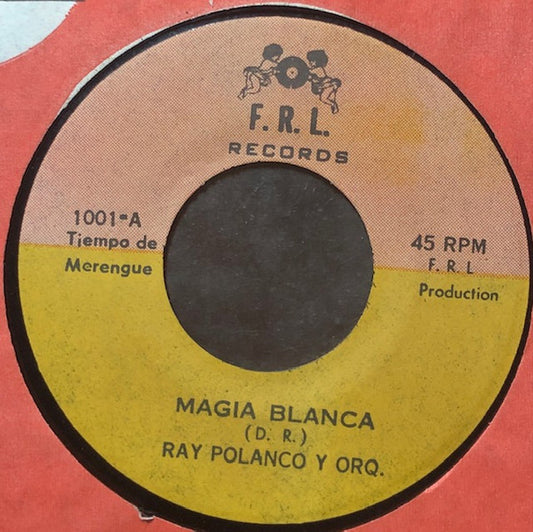 F. R. L.
RECORDS
1001-A
Tiempo de
Merengue
45 RPM
F. R. L
Production
MAGIA BLANCA
(D. R.)
RAY POLANCO Y ORQ.